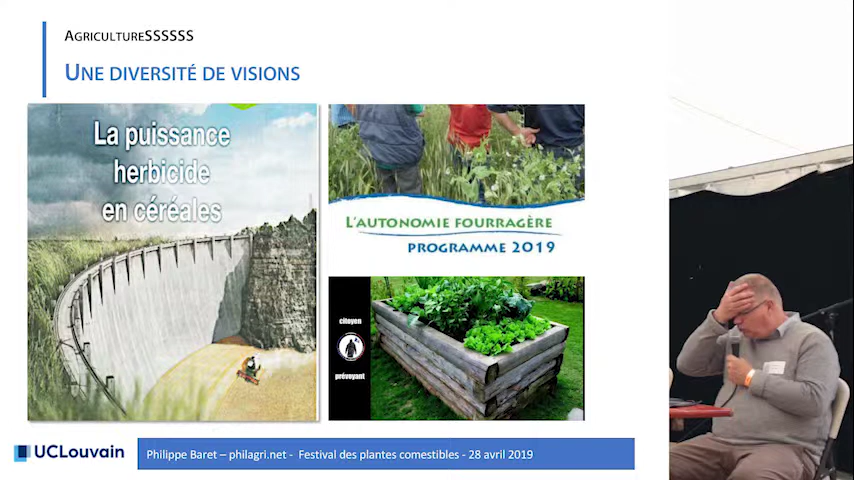 AGRICULTURESSSSSS
UNE DIVERSITÉ DE VISIONS
La puissance
herbicide
en céréales
L'AUTONOMIE FOURRAGÈRE
PROGRAMME 2019
citoyen
prévoyant
UCLouvain
Philippe Baret – philagri.net - Festival des plantes comestibles - 28 avril 2019